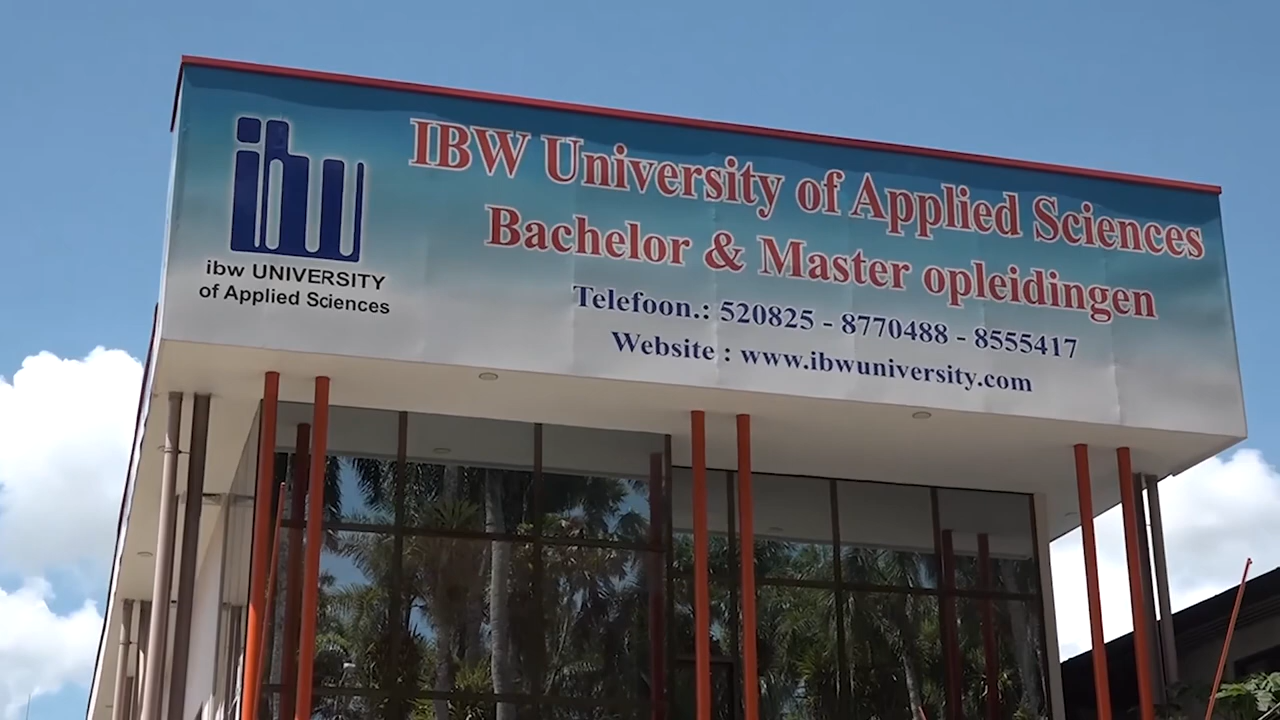 ibw
ibw UNIVERSITY
of Applied Sciences
IBW University of Applied Sciences
Bachelor & Master opleidingen
Telefoon.: 520825 - 8770488 - 8555417
Website : www.ibwuniversity.com